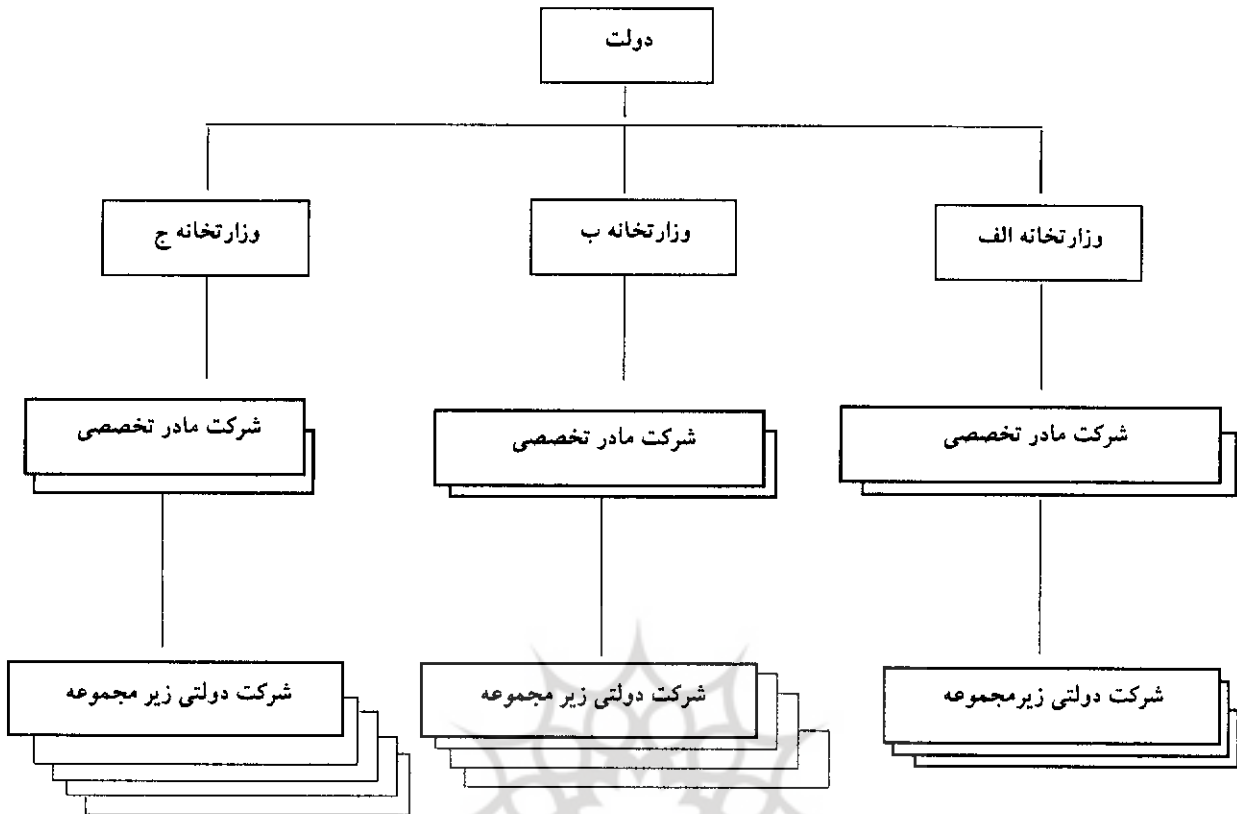 دولت
وزارتخانه الف
وزارتخانه ب
وزارتخانه ج
شرکت مادر تخصصی
شرکت مادر تخصصی
شرکت مادر تخصصی
شرکت دولتی زیرمجموعه
شرکت دولتی زیر مجموعه
شرکت دولتی زیر مجموعه